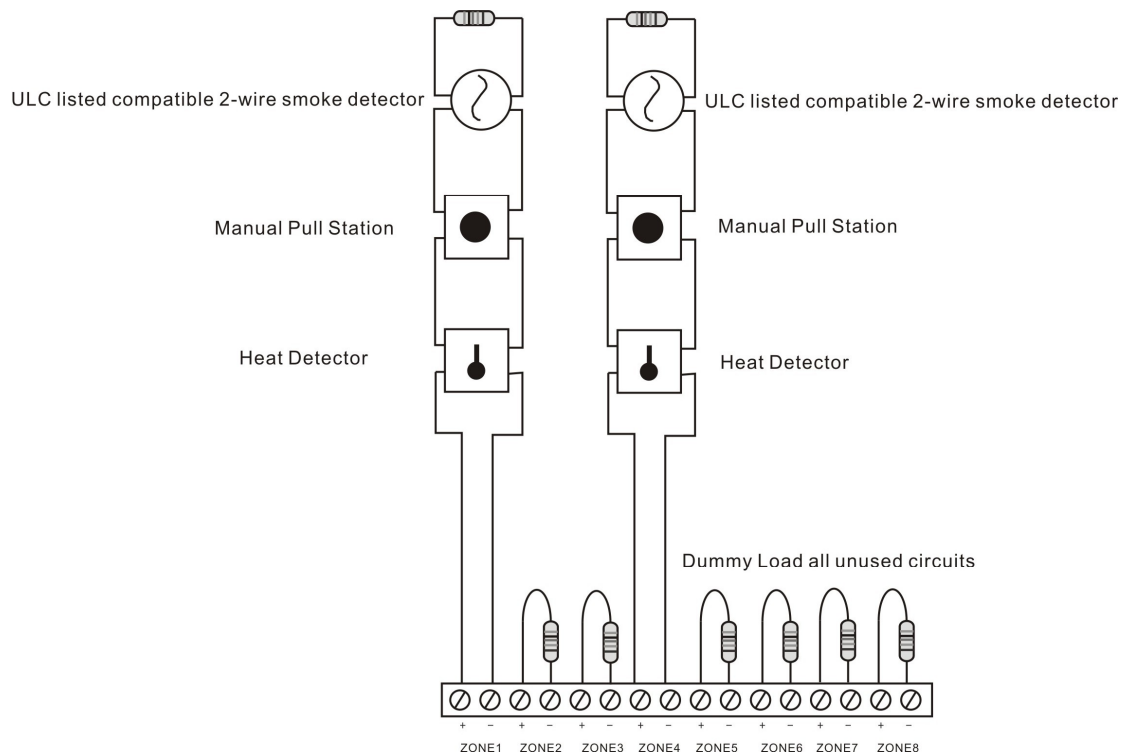 ULC listed compatible 2-wire smoke detector
ULC listed compatible 2-wire smoke detector
Manual Pull Station
Manual Pull Station
Heat Detector
Heat Detector
Dummy Load all unused circuits
+ − + − + − + − + − + − + − + −
ZONE1 ZONE2 ZONE3 ZONE4 ZONE5 ZONE6 ZONE7 ZONE8